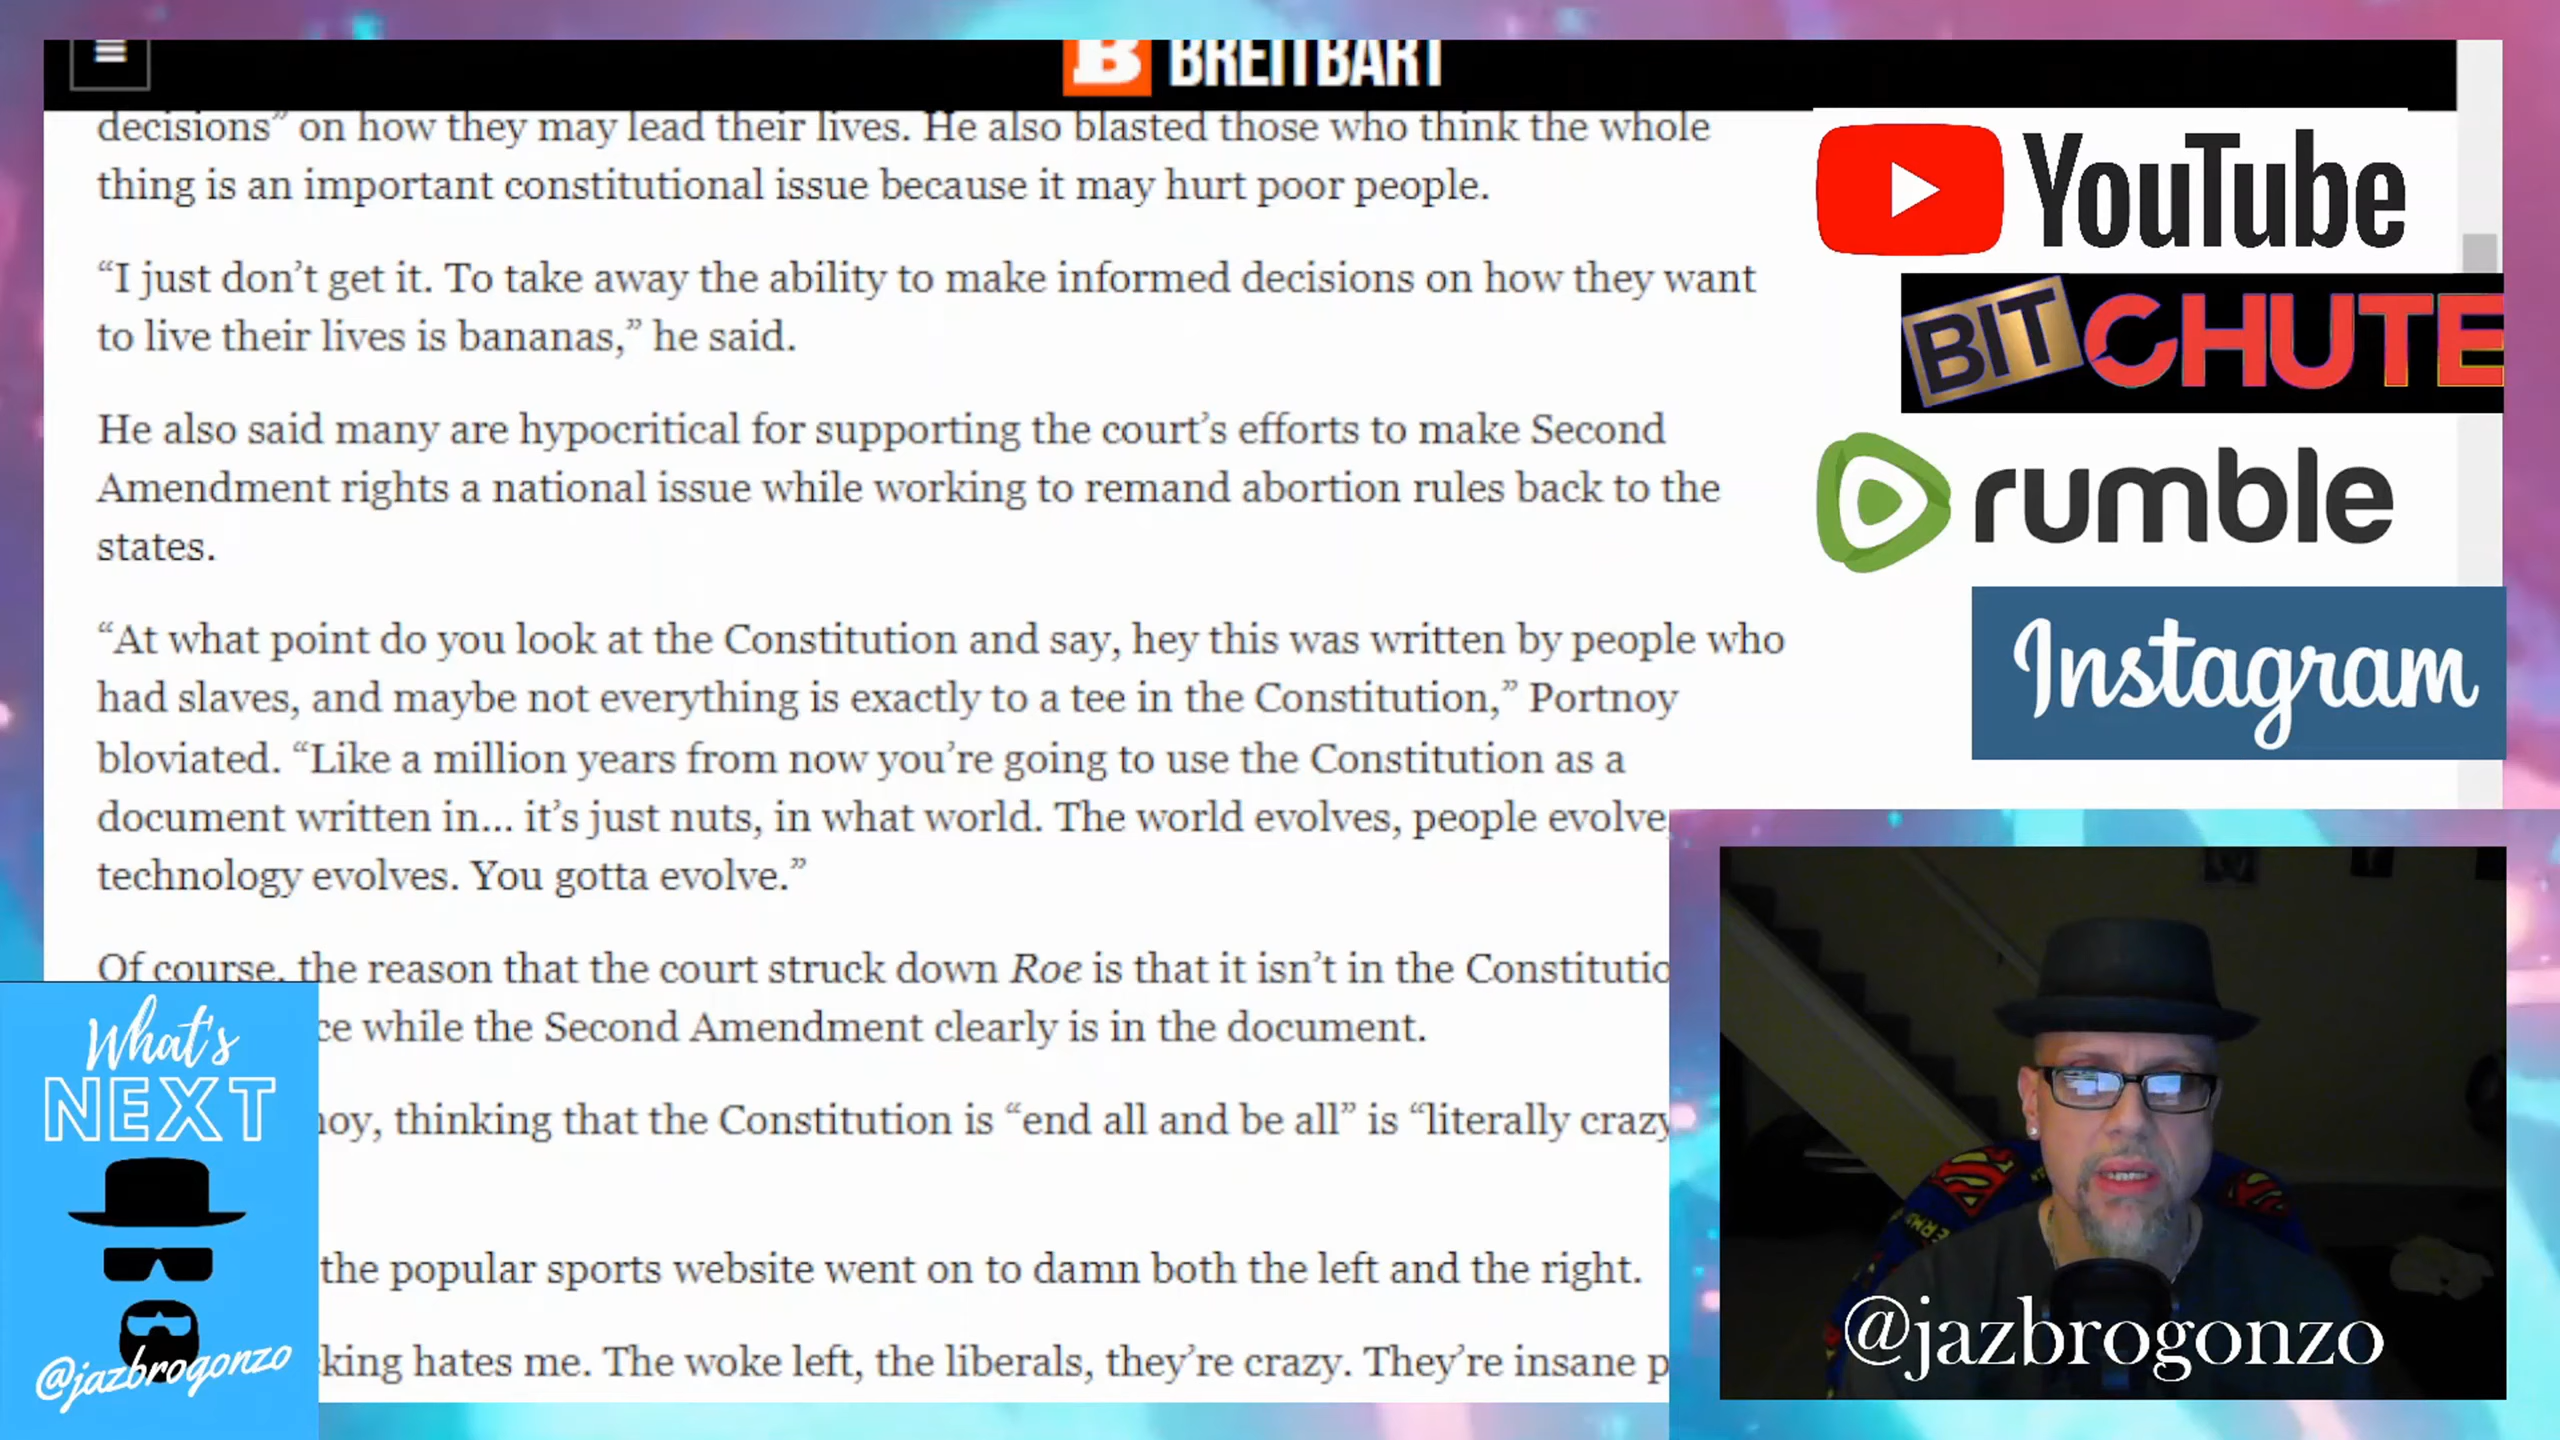 BREITBART
decisions” on how they may lead their lives. He also blasted those who think the whole
thing is an important constitutional issue because it may hurt poor people.
“I just don’t get it. To take away the ability to make informed decisions on how they want
to live their lives is bananas,” he said.
He also said many are hypocritical for supporting the court’s efforts to make Second
Amendment rights a national issue while working to remand abortion rules back to the
states.
“At what point do you look at the Constitution and say, hey this was written by people who
had slaves, and maybe not everything is exactly to a tee in the Constitution,” Portnoy
bloviated. “Like a million years from now you’re going to use the Constitution as a
document written in... it’s just nuts, in what world. The world evolves, people evolve,
technology evolves. You gotta evolve.”
Of course, the reason that the court struck down Roe is that it isn’t in the Constitutio
ce while the Second Amendment clearly is in the document.
noy, thinking that the Constitution is “end all and be all” is “literally crazy
the popular sports website went on to damn both the left and the right.
king hates me. The woke left, the liberals, they’re crazy. They’re insane p
YouTube
BITCHUTE
rumble
Instagram
What's
NEXT
@jazbrogonzo
@jazbrogonzo